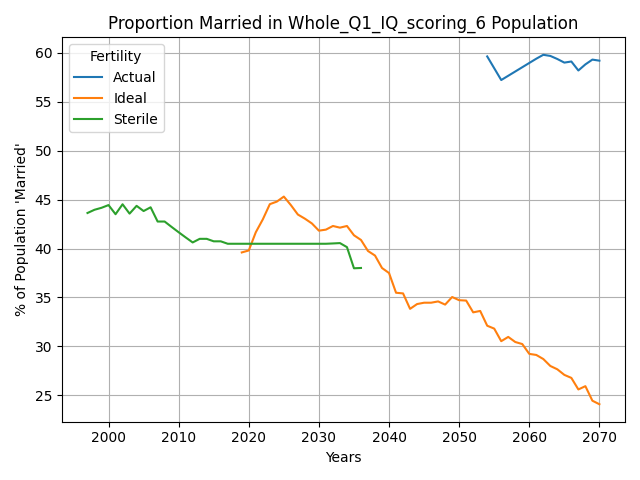 Proportion Married in Whole_Q1_IQ_scoring_6 Population
% of Population 'Married'
60
55
50
45
40
35
30
25
Fertility
Actual
Ideal
Sterile
2000 2010 2020 2030 2040 2050 2060 2070
Years